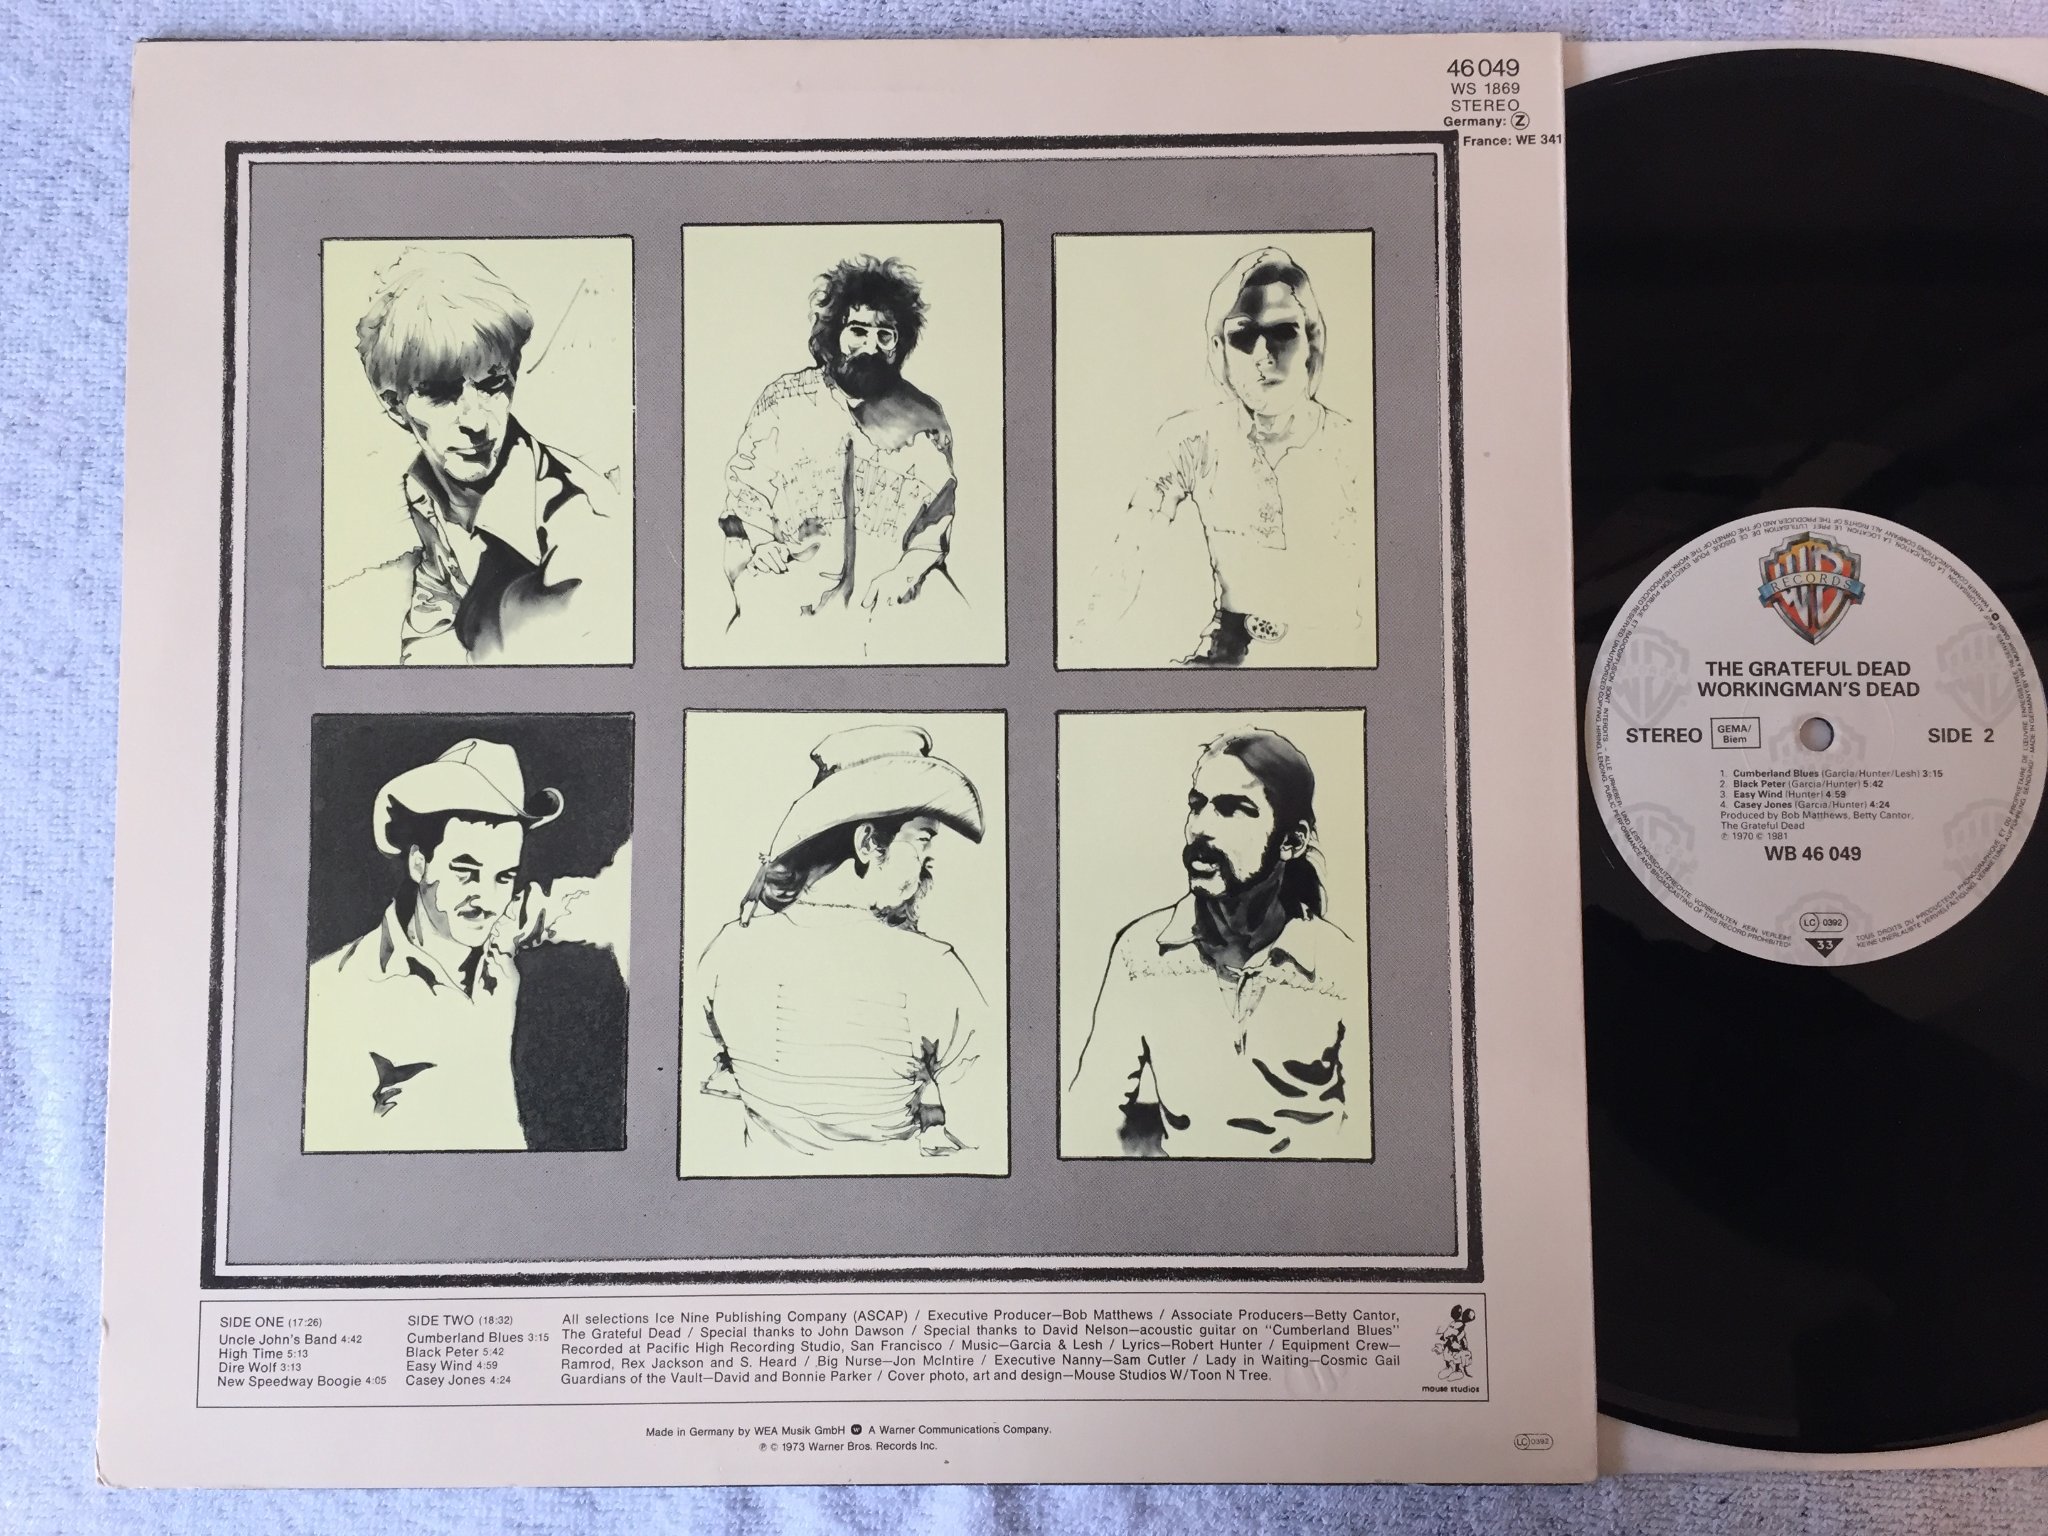 46 049
WS 1869
STEREO
Germany: Z
France: WE 341
SIDE ONE (17:26)
Uncle John's Band 4:42
High Time 5:13
Dire Wolf 3:13
New Speedway Boogie 4:05
SIDE TWO (18:32)
Cumberland Blues 3:15
Black Peter 5:42
Easy Wind 4:59
Casey Jones 4:24
All selections Ice Nine Publishing Company (ASCAP) / Executive Producer—Bob Matthews / Associate Producers—Betty Cantor,
The Grateful Dead / Special thanks to John Dawson / Special thanks to David Nelson—acoustic guitar on "Cumberland Blues"
Recorded at Pacific High Recording Studio, San Francisco / Music—Garcia & Lesh / Lyrics—Robert Hunter / Equipment Crew—
Ramrod, Rex Jackson and S. Heard / Big Nurse—Jon McIntire / Executive Nanny—Sam Cutler / Lady in Waiting—Cosmic Gail
Guardians of the Vault—David and Bonnie Parker / Cover photo, art and design—Mouse Studios W/Toon N Tree.
mouse studios
Made in Germany by WEA Musik GmbH W A Warner Communications Company.
℗ © 1973 Warner Bros. Records Inc.
LC 0392
WB
RECORDS
THE GRATEFUL DEAD
WORKINGMAN'S DEAD
STEREO
GEMA/
Biem
SIDE 2
1. Cumberland Blues (Garcia/Hunter/Lesh) 3:15
2. Black Peter (Garcia/Hunter) 5:42
3. Easy Wind (Hunter) 4:59
4. Casey Jones (Garcia/Hunter) 4:24
Produced by Bob Matthews, Betty Cantor,
The Grateful Dead
℗ 1970 © 1981
WB 46 049
LC 0392
33